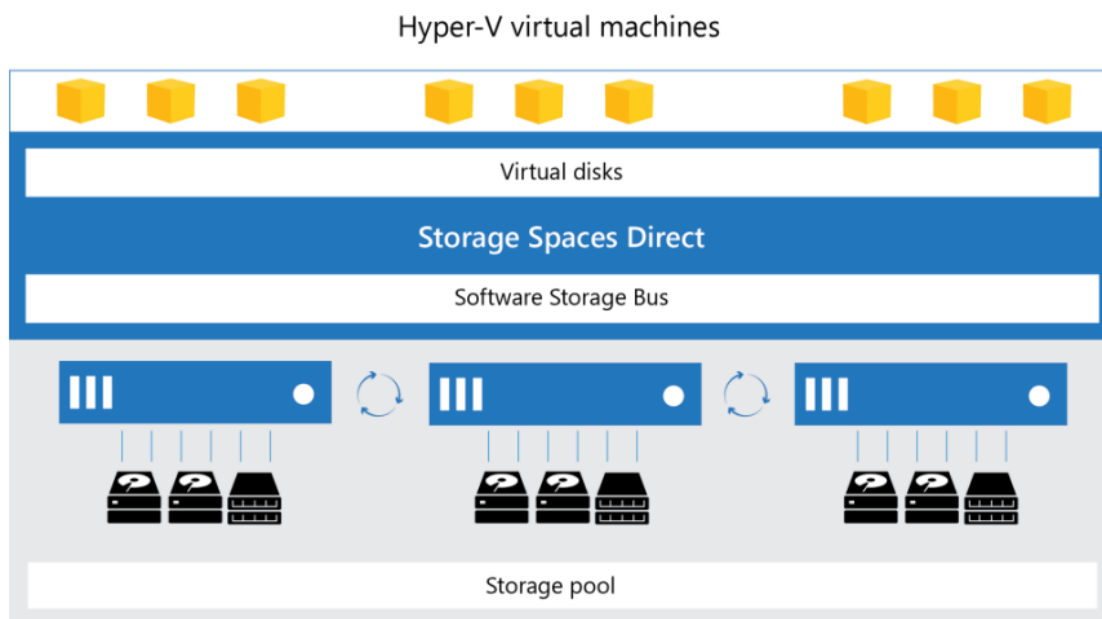 Hyper-V virtual machines
Virtual disks
Storage Spaces Direct
Software Storage Bus
Storage pool